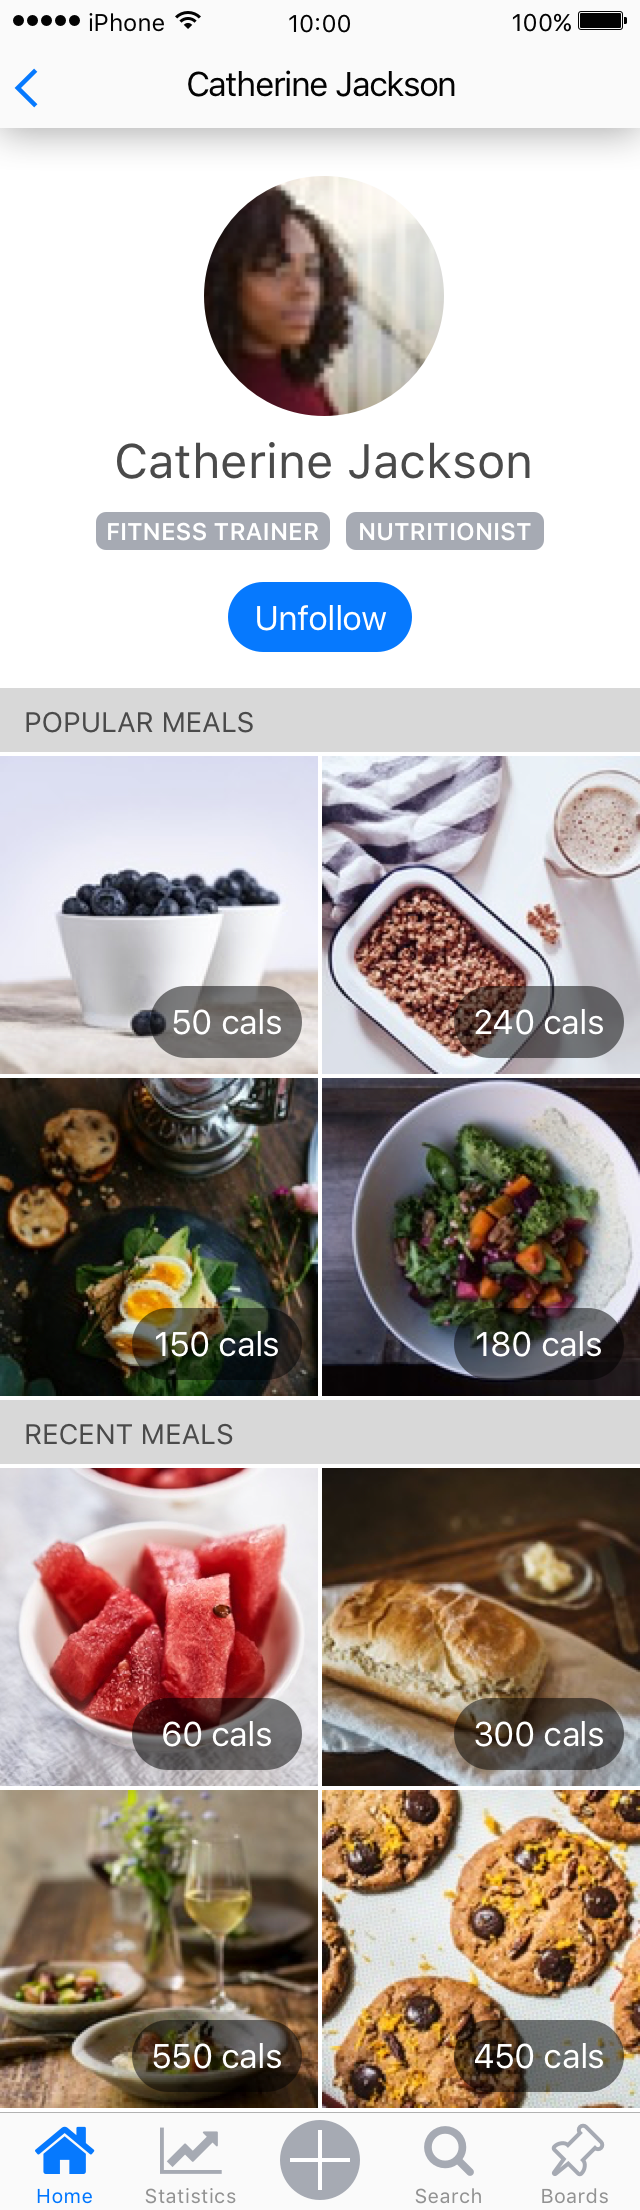 iPhone 10:00 100%
Catherine Jackson
Catherine Jackson
FITNESS TRAINER NUTRITIONIST
Unfollow
POPULAR MEALS
50 cals 240 cals
150 cals 180 cals
RECENT MEALS
60 cals 300 cals
550 cals 450 cals
Home Statistics Search Boards